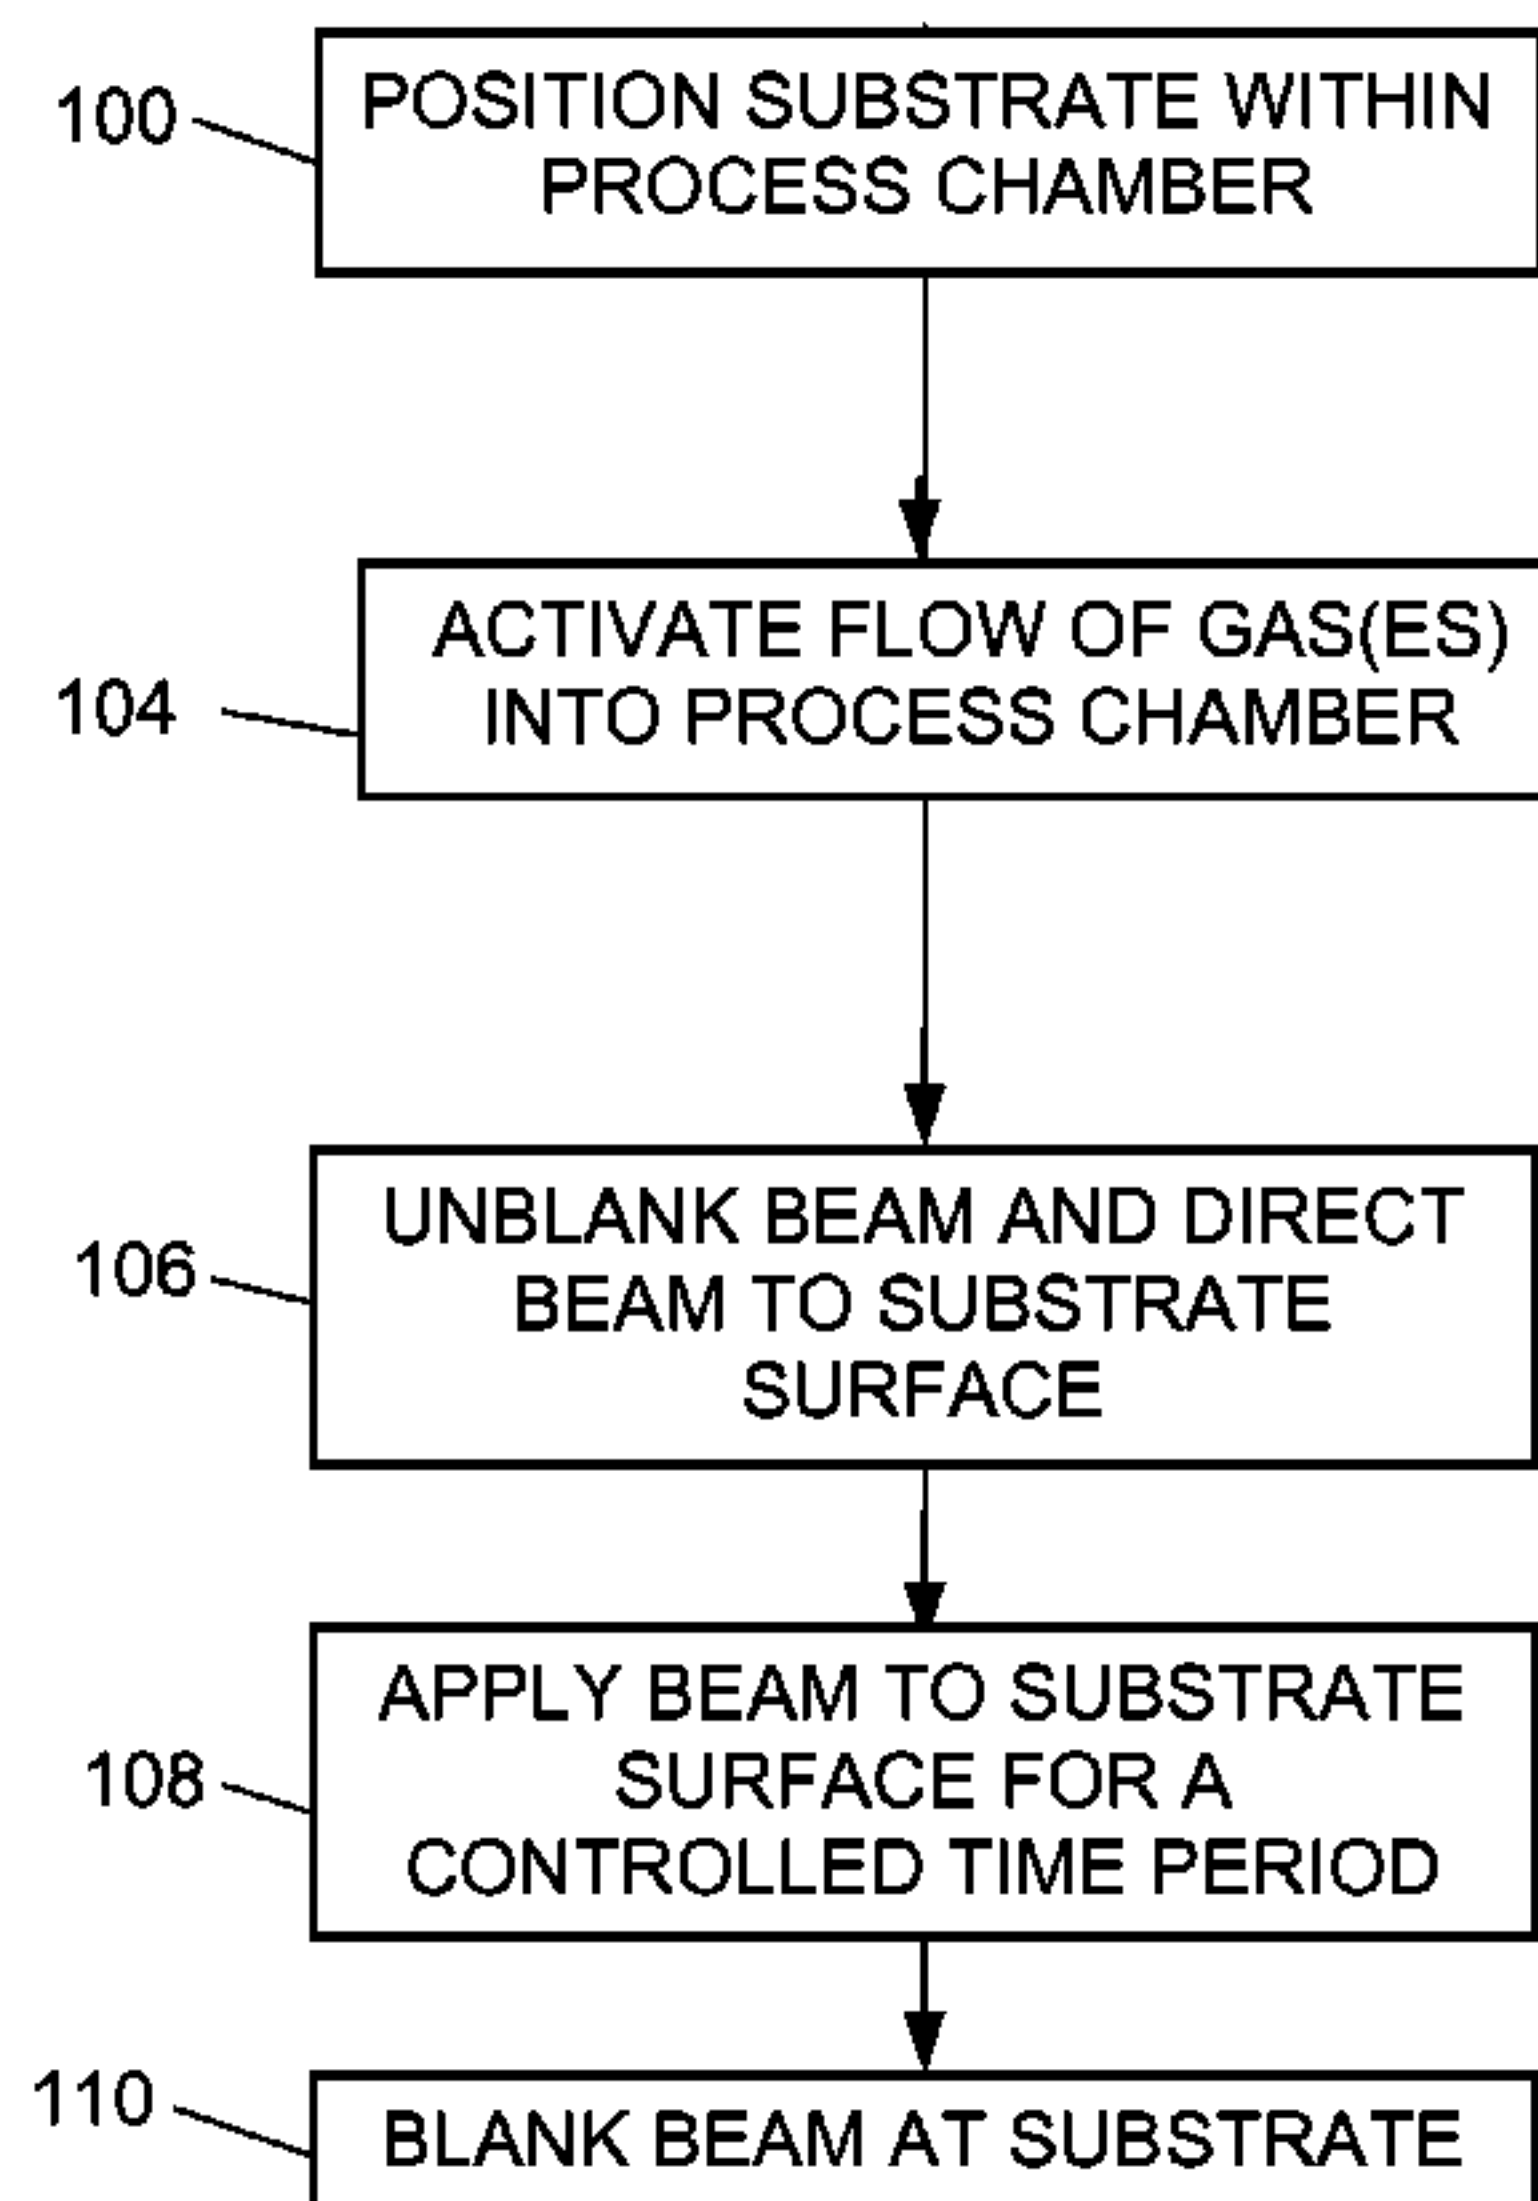 100
POSITION SUBSTRATE WITHIN
PROCESS CHAMBER
104
ACTIVATE FLOW OF GAS(ES)
INTO PROCESS CHAMBER
106
UNBLANK BEAM AND DIRECT
BEAM TO SUBSTRATE
SURFACE
108
APPLY BEAM TO SUBSTRATE
SURFACE FOR A
CONTROLLED TIME PERIOD
110
BLANK BEAM AT SUBSTRATE